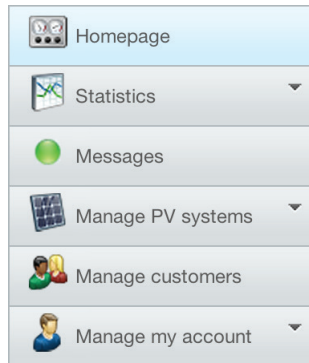 Homepage
Statistics
Messages
Manage PV systems
Manage customers
Manage my account